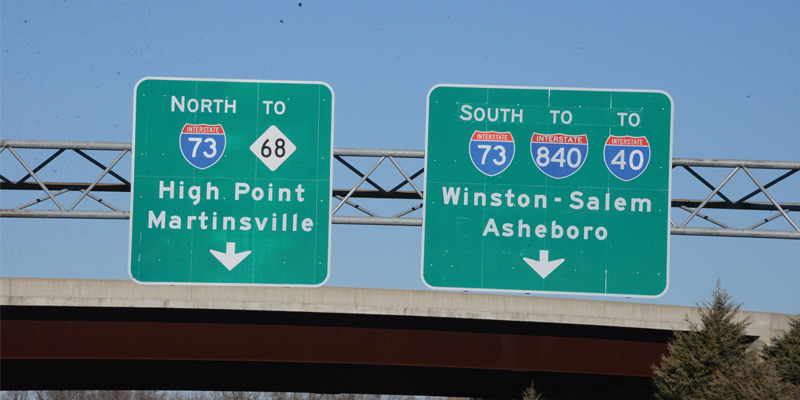 NORTH TO
INTERSTATE
73
68
High Point
Martinsville
SOUTH TO TO
INTERSTATE INTERSTATE INTERSTATE
73 840 40
Winston-Salem
Asheboro